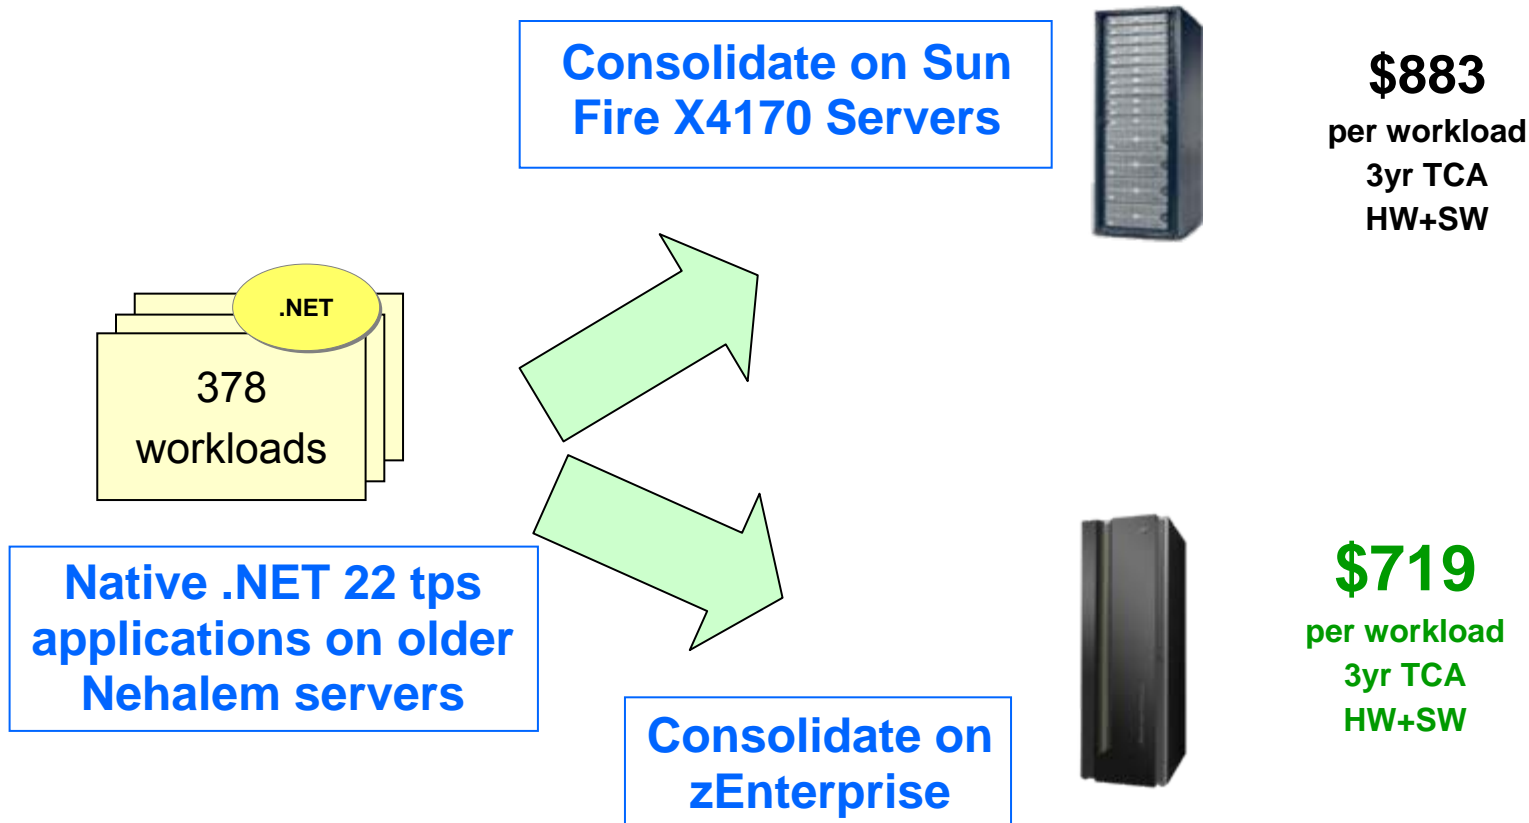 Consolidate on Sun
Fire X4170 Servers
$883
per workload
3yr TCA
HW+SW
.NET
378
workloads
Native .NET 22 tps
applications on older
Nehalem servers
$719
per workload
3yr TCA
HW+SW
Consolidate on
zEnterprise